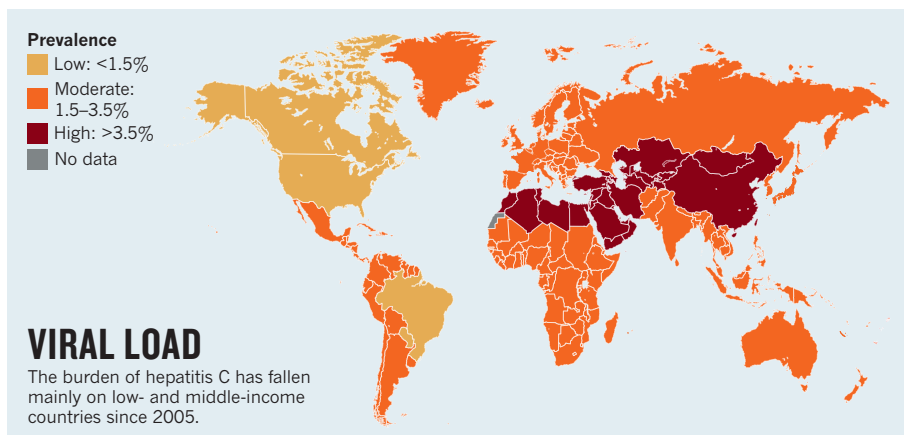 Prevalence
Low: <1.5%
Moderate:
1.5–3.5%
High: >3.5%
No data
VIRAL LOAD
The burden of hepatitis C has fallen
mainly on low- and middle-income
countries since 2005.